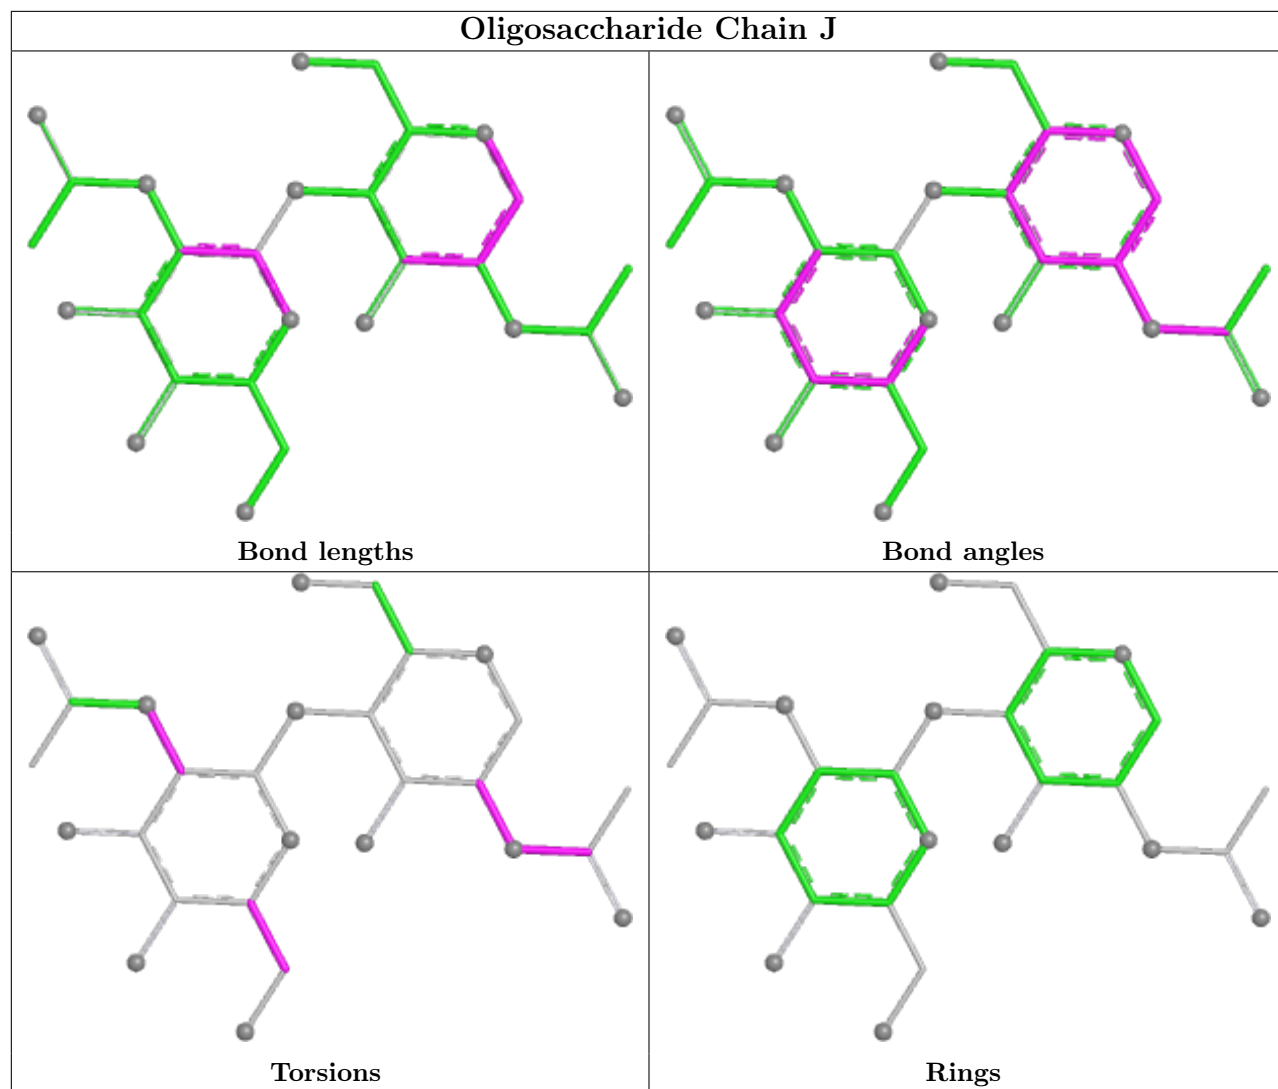 Oligosaccharide Chain J
Bond lengths
Bond angles
Torsions
Rings